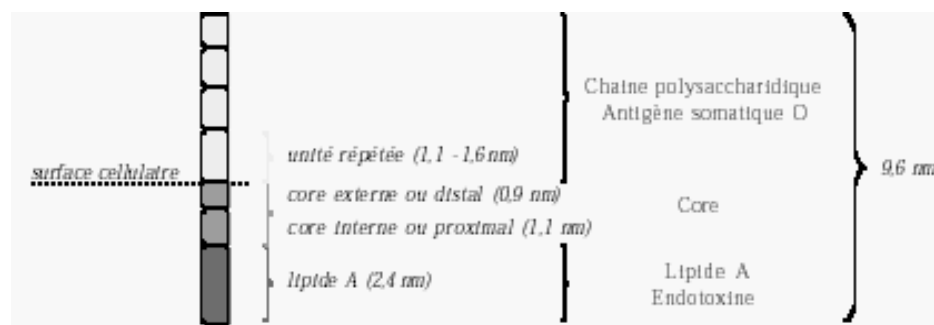 Chaine polysaccharidique
Antigène somatique O
unité répétée (1,1 - 1,6 nm)
surface cellulaire
9,6 nm
core externe ou distal (0,9 nm)
Core
core interne ou proximal (1,1 nm)
lipide A (2,4 nm)
Lipide A
Endotoxine